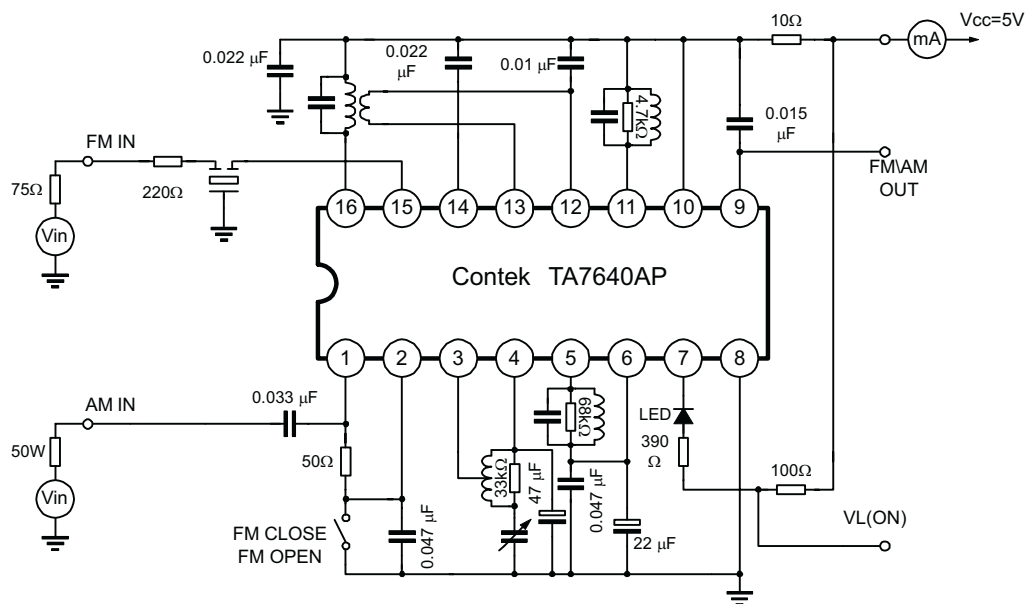 10Ω
Vcc=5V
mA
0.022 µF
0.022
µF
0.01 µF
4.7kΩ
0.015
µF
FM IN
75Ω
220Ω
Vin
FM\AM
OUT
16 15 14 13 12 11 10 9
Contek TA7640AP
1 2 3 4 5 6 7 8
AM IN
0.033 µF
50W
50Ω
Vin
FM CLOSE
FM OPEN
0.047 µF
33kΩ
47 µF
68kΩ
0.047 µF
22 µF
LED
390
Ω
100Ω
VL(ON)